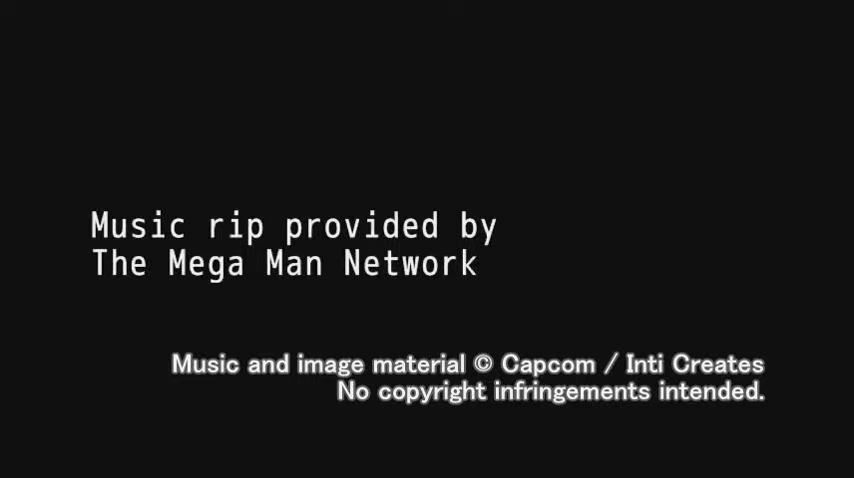 Music rip provided by
The Mega Man Network
Music and image material © Capcom / Inti Creates
No copyright infringements intended.